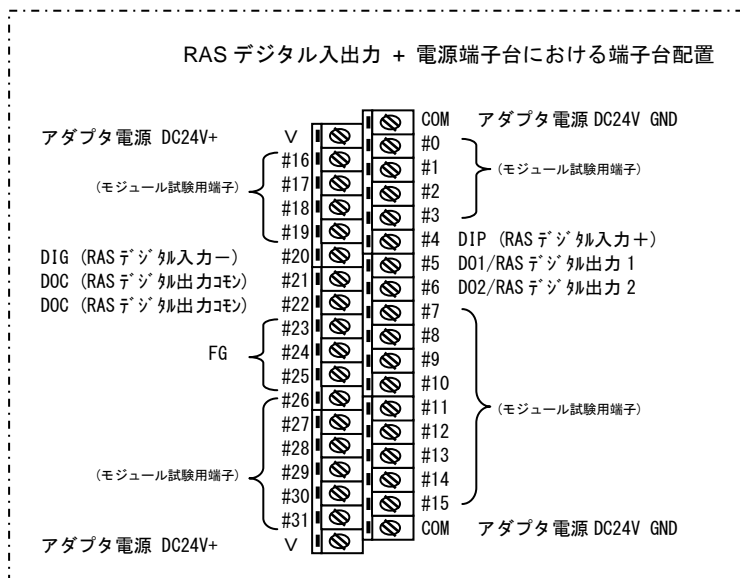 RAS デジタル入出力 + 電源端子台における端子台配置
COM アダプタ電源 DC24V GND
アダプタ電源 DC24V+ V
#0
#16
#1
(モジュール試験用端子)
#17
(モジュール試験用端子)
#2
#18
#3
#19
#4 DIP (RASデジタル入力+)
DIG (RASデジタル入力-) #20
#5 DO1/RASデジタル出力 1
DOC (RASデジタル出力コモン) #21
#6 DO2/RASデジタル出力 2
DOC (RASデジタル出力コモン) #22
#7
#23
#8
FG #24
#9
#25
#10
#26
#11 (モジュール試験用端子)
#27
#12
#28
#13
(モジュール試験用端子) #29
#14
#30
#15
#31
COM アダプタ電源 DC24V GND
アダプタ電源 DC24V+ V